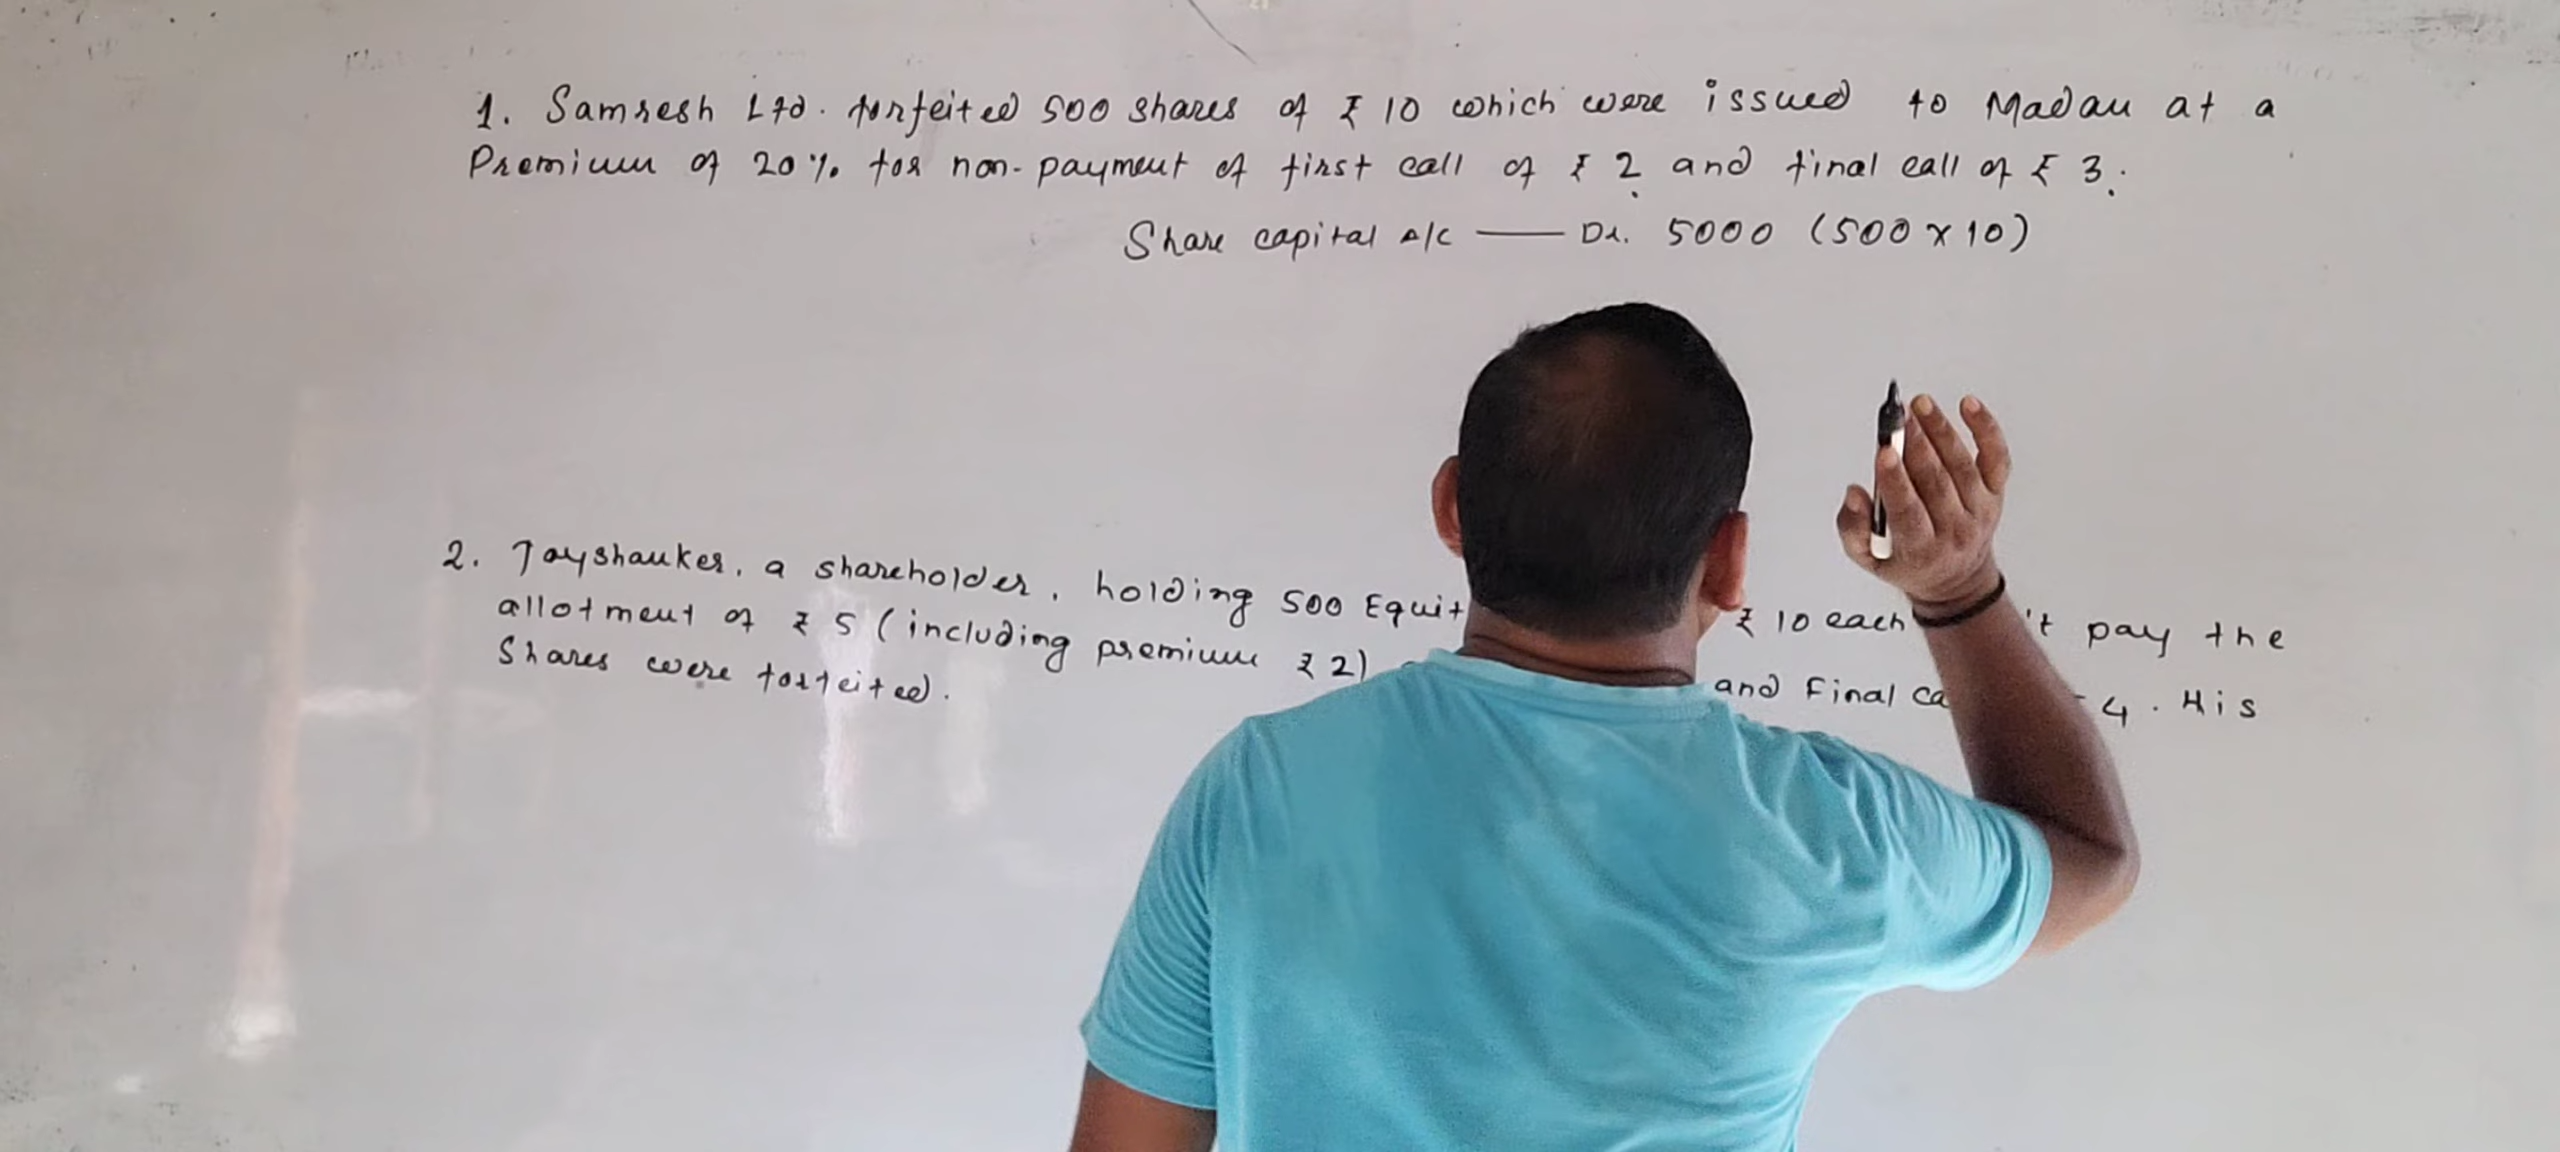 1. Samresh Ltd. forfeited 500 shares of ₹ 10 which were issued to Madan at a
Premium of 20% for non-payment of first call of ₹ 2 and final call of ₹ 3.
Share capital A/c —— Dr. 5000 (500 x 10)
2. Jayshanker, a shareholder, holding 500 Equit ₹ 10 each 't pay the
allotment of ₹ 5 (including premium ₹ 2) and Final ca 4. His
Shares were forfeited.